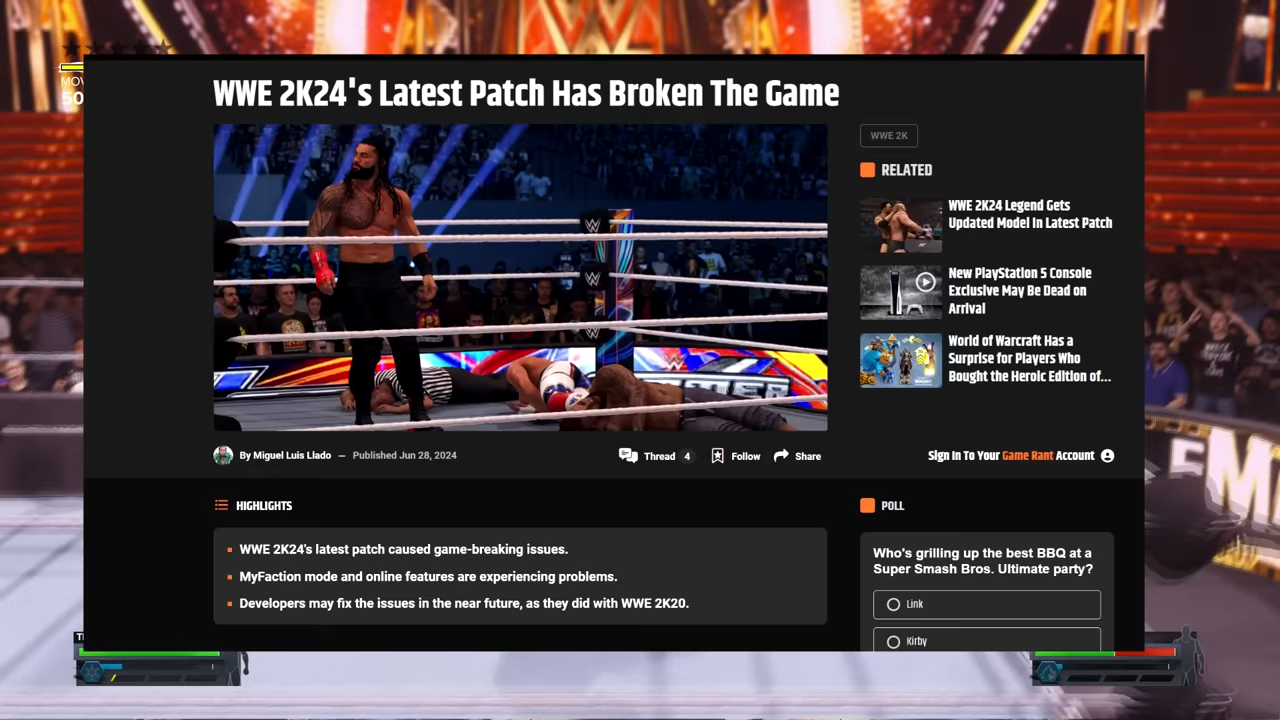 WWE 2K24's Latest Patch Has Broken The Game
WWE 2K
RELATED
WWE 2K24 Legend Gets
Updated Model In Latest Patch
New PlayStation 5 Console
Exclusive May Be Dead on
Arrival
World of Warcraft Has a
Surprise for Players Who
Bought the Heroic Edition of...
By Miguel Luis Llado — Published Jun 28, 2024
Thread 4 Follow Share
Sign In To Your Game Rant Account
HIGHLIGHTS
WWE 2K24's latest patch caused game-breaking issues.
MyFaction mode and online features are experiencing problems.
Developers may fix the issues in the near future, as they did with WWE 2K20.
POLL
Who's grilling up the best BBQ at a
Super Smash Bros. Ultimate party?
Link
Kirby